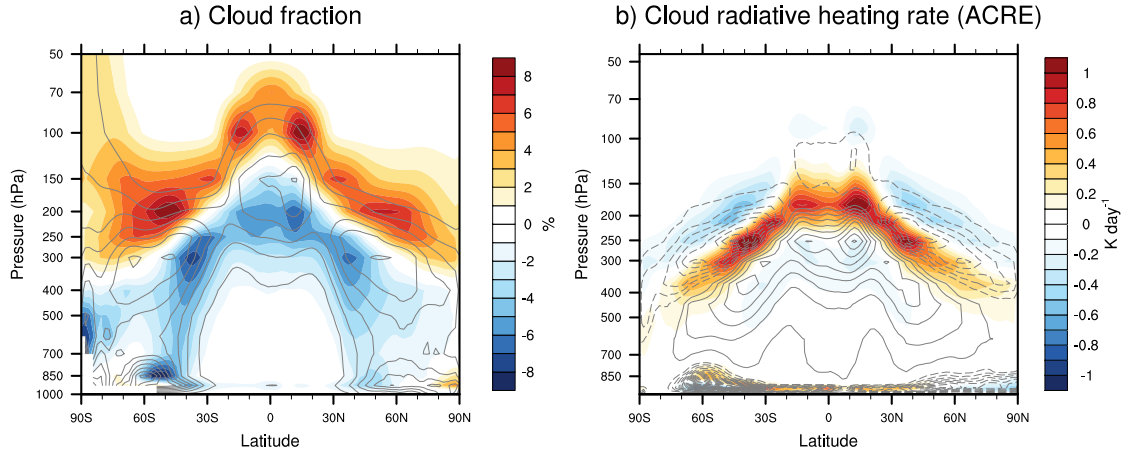 a) Cloud fraction
b) Cloud radiative heating rate (ACRE)
50
70
100
150
200
250
300
400
500
700
850
1000
Pressure (hPa)
90S
60S
30S
0
30N
60N
90N
Latitude
8
6
4
2
0
-2
-4
-6
-8
%
50
70
100
150
200
250
300
400
500
700
850
Pressure (hPa)
90S
60S
30S
0
30N
60N
90N
Latitude
1
0.8
0.6
0.4
0.2
0
-0.2
-0.4
-0.6
-0.8
-1
K day⁻¹